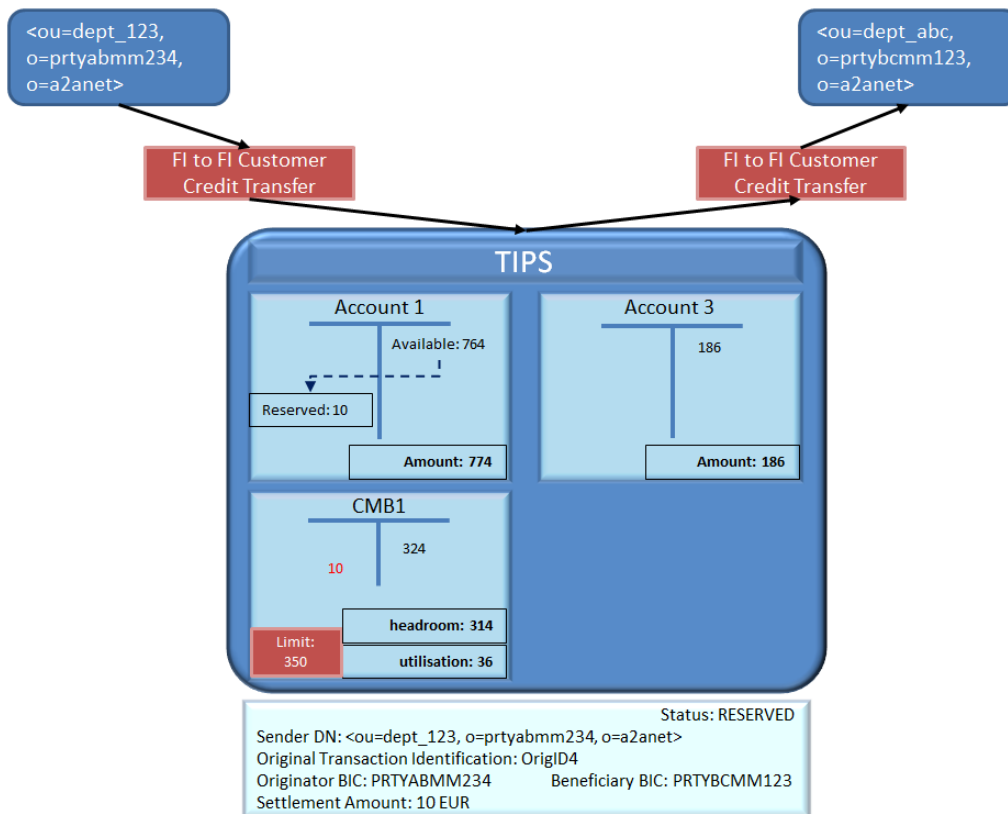 <ou=dept_123,
o=prtyabmm234,
o=a2anet>
<ou=dept_abc,
o=prtybcmm123,
o=a2anet>
FI to FI Customer
Credit Transfer
FI to FI Customer
Credit Transfer
TIPS
Account 1
Available: 764
Reserved: 10
Amount: 774
Account 3
186
Amount: 186
CMB1
324
10
headroom: 314
Limit:
350
utilisation: 36
Status: RESERVED
Sender DN: <ou=dept_123, o=prtyabmm234, o=a2anet>
Original Transaction Identification: OrigID4
Originator BIC: PRTYABMM234 Beneficiary BIC: PRTYBCMM123
Settlement Amount: 10 EUR